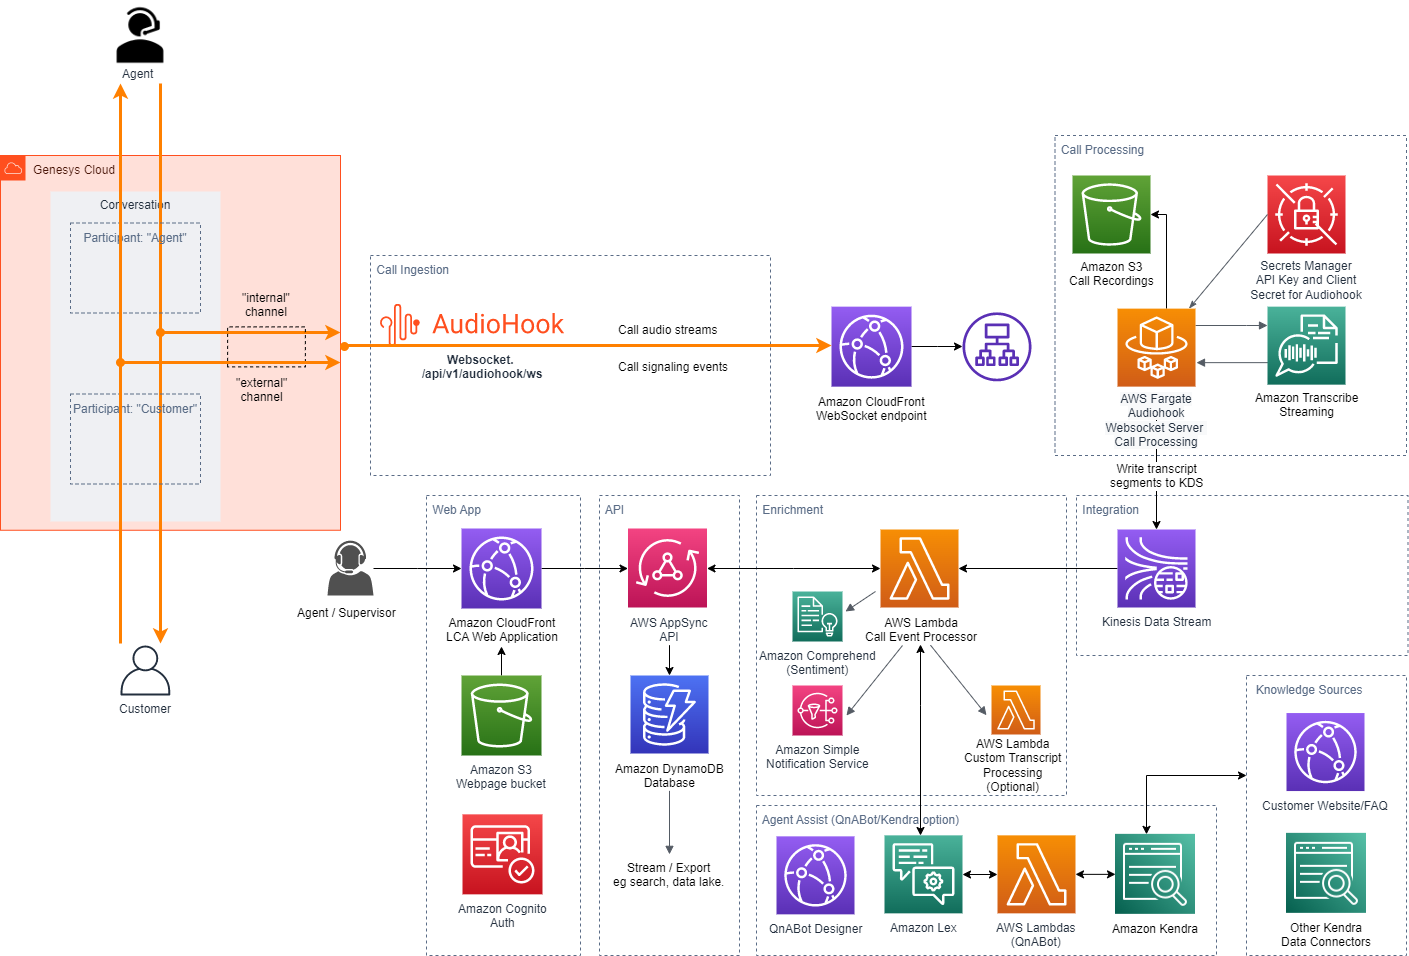 Agent
Genesys Cloud
Conversation
Participant: "Agent"
"internal"
channel
"external"
channel
Participant: "Customer"
Customer
Call Ingestion
AudioHook
Websocket.
/api/v1/audiohook/ws
Call audio streams
Call signaling events
Amazon CloudFront
WebSocket endpoint
Call Processing
Amazon S3
Call Recordings
Secrets Manager
API Key and Client
Secret for Audiohook
AWS Fargate
Audiohook
Websocket Server
Call Processing
Amazon Transcribe
Streaming
Write transcript
segments to KDS
Agent / Supervisor
Web App
Amazon CloudFront
LCA Web Application
Amazon S3
Webpage bucket
Amazon Cognito
Auth
API
AWS AppSync
API
Amazon DynamoDB
Database
Stream / Export
eg search, data lake.
Enrichment
AWS Lambda
Call Event Processor
Amazon Comprehend
(Sentiment)
Amazon Simple
Notification Service
AWS Lambda
Custom Transcript
Processing
(Optional)
Integration
Kinesis Data Stream
Agent Assist (QnABot/Kendra option)
QnABot Designer
Amazon Lex
AWS Lambdas
(QnABot)
Amazon Kendra
Knowledge Sources
Customer Website/FAQ
Other Kendra
Data Connectors